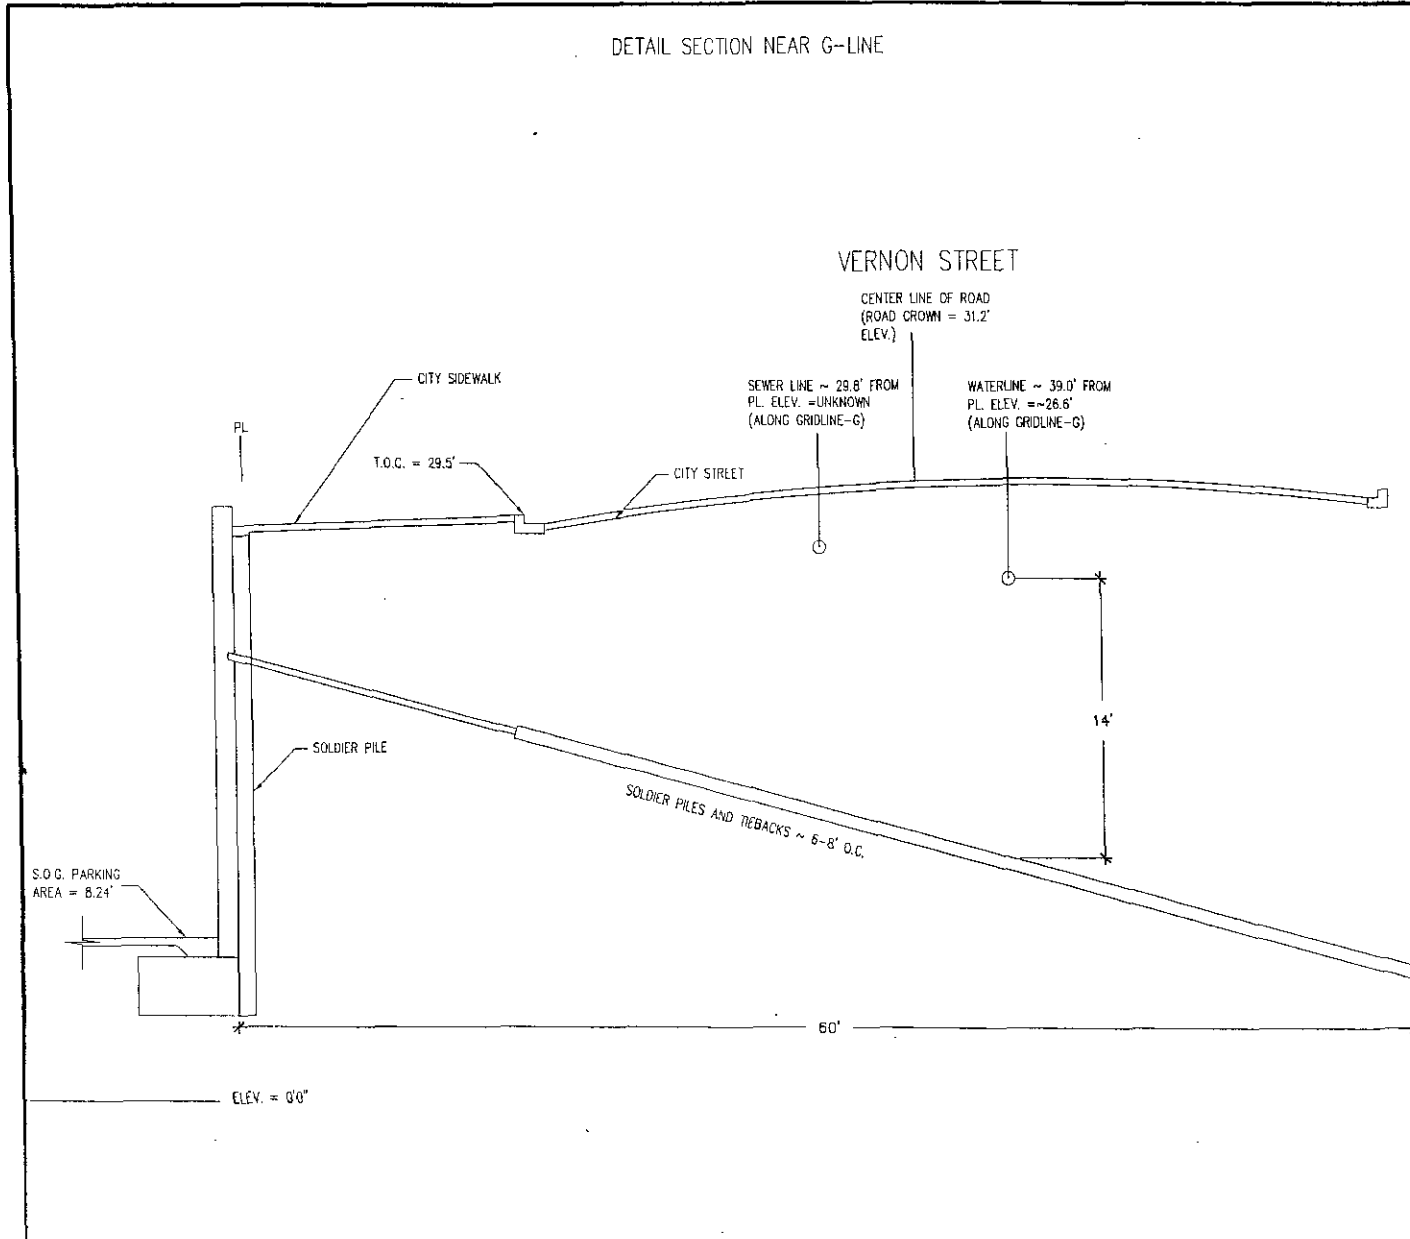 DETAIL SECTION NEAR G-LINE
VERNON STREET
CENTER LINE OF ROAD
(ROAD CROWN = 31.2'
ELEV.)
CITY SIDEWALK
SEWER LINE ~ 29.8' FROM
PL. ELEV. =UNKNOWN
(ALONG GRIDLINE-G)
WATERLINE ~ 39.0' FROM
PL. ELEV. =~26.6'
(ALONG GRIDLINE-G)
PL
T.O.C. = 29.5'
CITY STREET
14'
SOLDIER PILE
SOLDIER PILES AND TIEBACKS ~ 6-8' O.C.
S.O.G. PARKING
AREA = 8.24'
60'
ELEV. = 0'0"